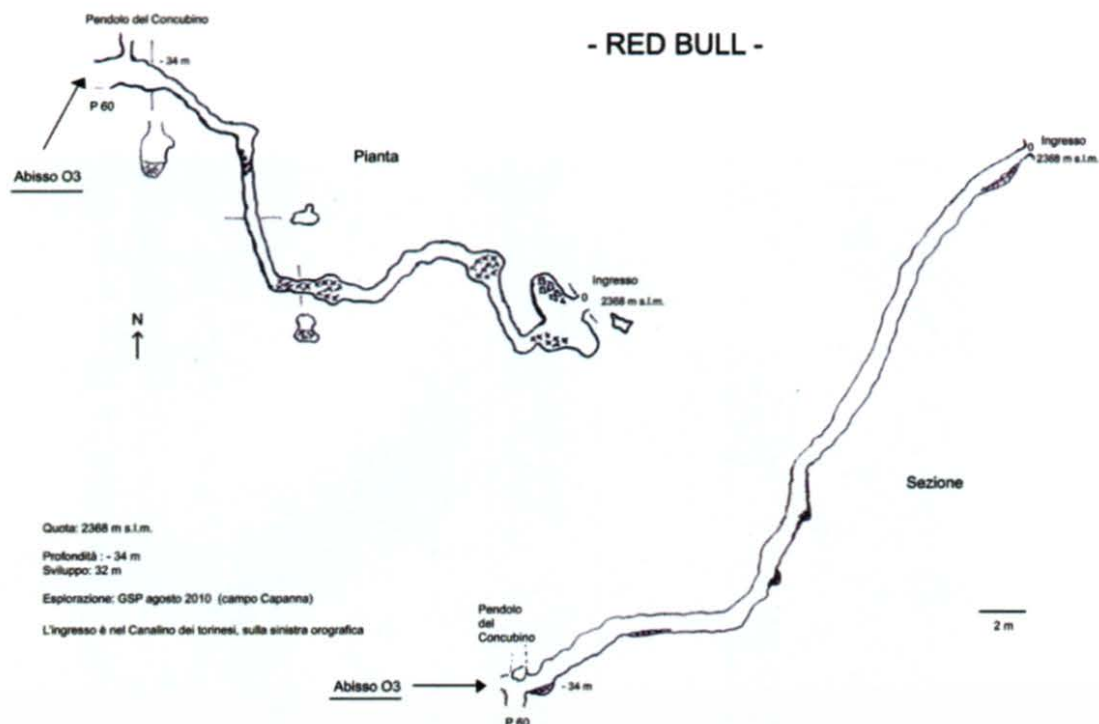 - RED BULL -
Pendolo del Concubino
- 34 m
P 60
Abisso O3
Pianta
Ingresso
2368 m s.l.m.
N
Ingresso
2368 m s.l.m.
Sezione
Quota: 2368 m s.l.m.
Profondità : - 34 m
Sviluppo: 32 m
Esplorazione: GSP agosto 2010 (campo Capanna)
L'ingresso è nel Canalino dei torinesi, sulla sinistra orografica
Pendolo
del
Concubino
2 m
Abisso O3
- 34 m
P 60